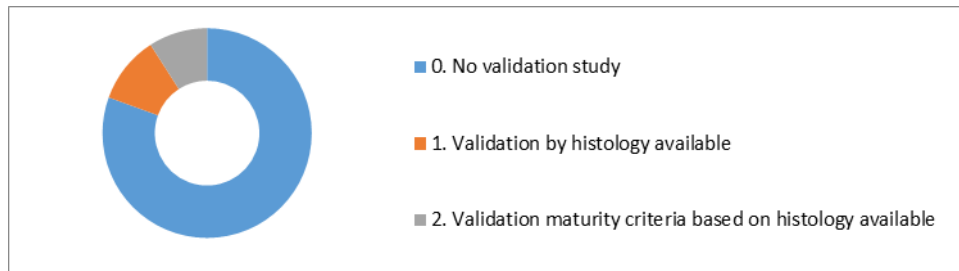 0. No validation study
1. Validation by histology available
2. Validation maturity criteria based on histology available